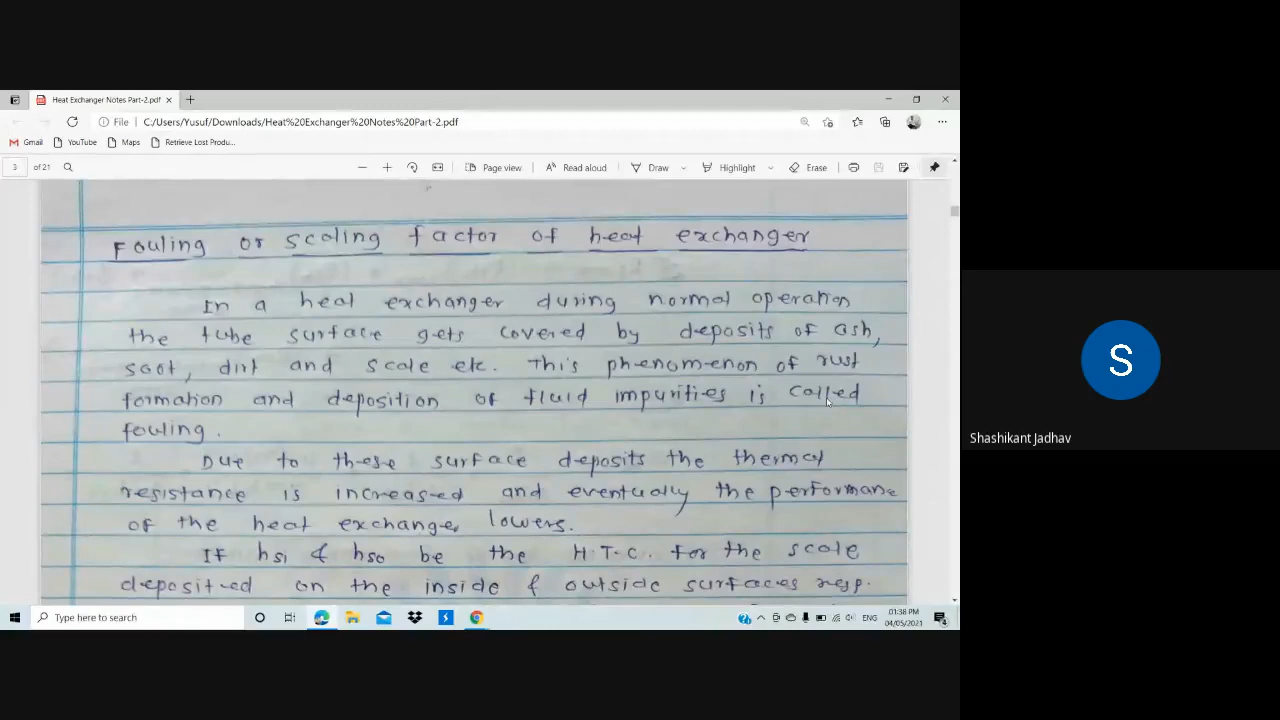 Heat Exchanger Notes Part-2.pdf
File C:/Users/Yusuf/Downloads/Heat%20Exchanger%20Notes%20Part-2.pdf
Gmail YouTube Maps Retrieve Lost Produ...
3 of 21 Page view Read aloud Draw Highlight Erase
Fouling or scaling factor of heat exchanger
In a heat exchanger during normal operation
the tube surface gets covered by deposits of ash,
soot, dirt and scale etc. This phenomenon of rust
formation and deposition of fluid impurities is called
fouling.
Due to these surface deposits the thermal
resistance is increased and eventually the performanc
of the heat exchanger lowers.
If hsi & hso be the H.T.C. for the scale
deposited on the inside & outside surfaces resp.
S
Shashikant Jadhav
Type here to search
ENG
01:38 PM
04/05/2021